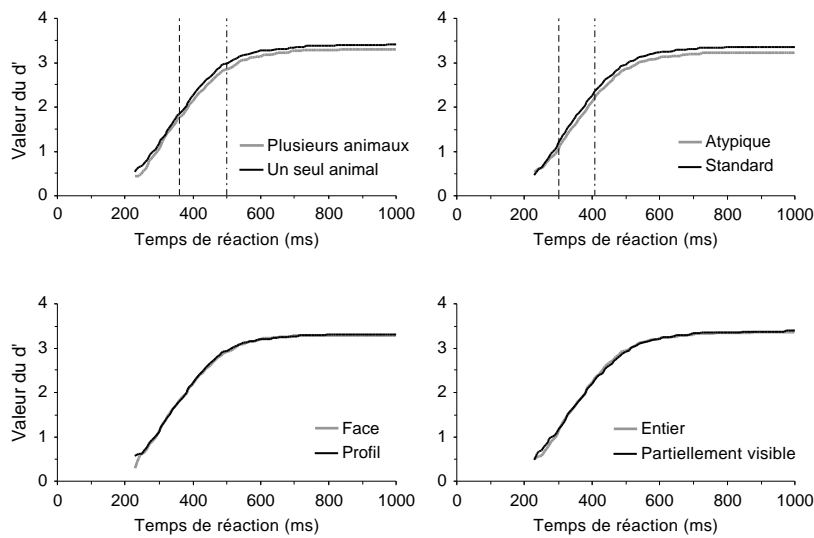 4
3
2
1
0
Valeur du d'
Plusieurs animaux
Un seul animal
0 200 400 600 800 1000
Temps de réaction (ms)
4
3
2
1
0
Atypique
Standard
0 200 400 600 800 1000
Temps de réaction (ms)
4
3
2
1
0
Valeur du d'
Face
Profil
0 200 400 600 800 1000
Temps de réaction (ms)
4
3
2
1
0
Entier
Partiellement visible
0 200 400 600 800 1000
Temps de réaction (ms)